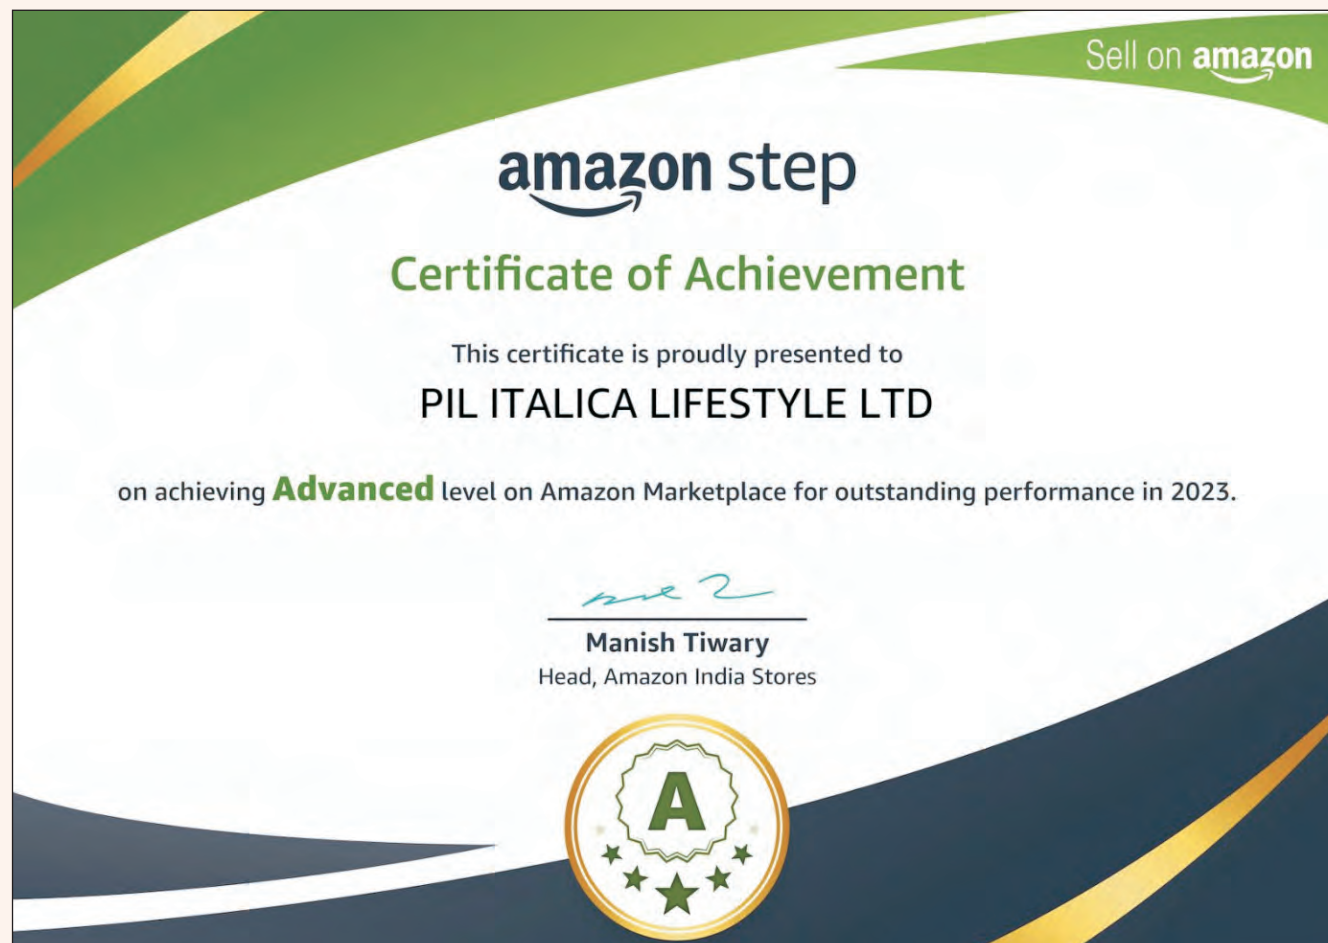 Sell on amazon
amazon step
Certificate of Achievement
This certificate is proudly presented to
PIL ITALICA LIFESTYLE LTD
on achieving Advanced level on Amazon Marketplace for outstanding performance in 2023.
Manish Tiwary
Head, Amazon India Stores
A